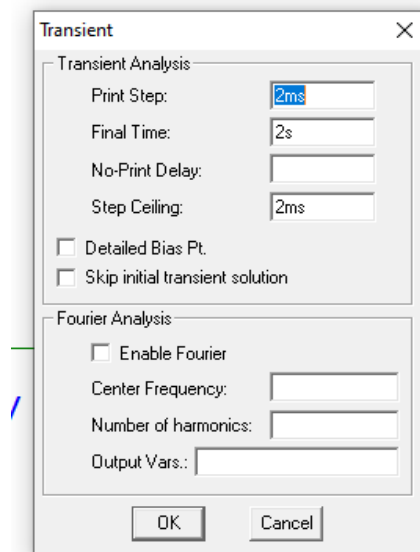 Transient
Transient Analysis
Print Step: 2ms
Final Time: 2s
No-Print Delay:
Step Ceiling: 2ms
Detailed Bias Pt.
Skip initial transient solution
Fourier Analysis
Enable Fourier
Center Frequency:
Number of harmonics:
Output Vars.:
OK Cancel